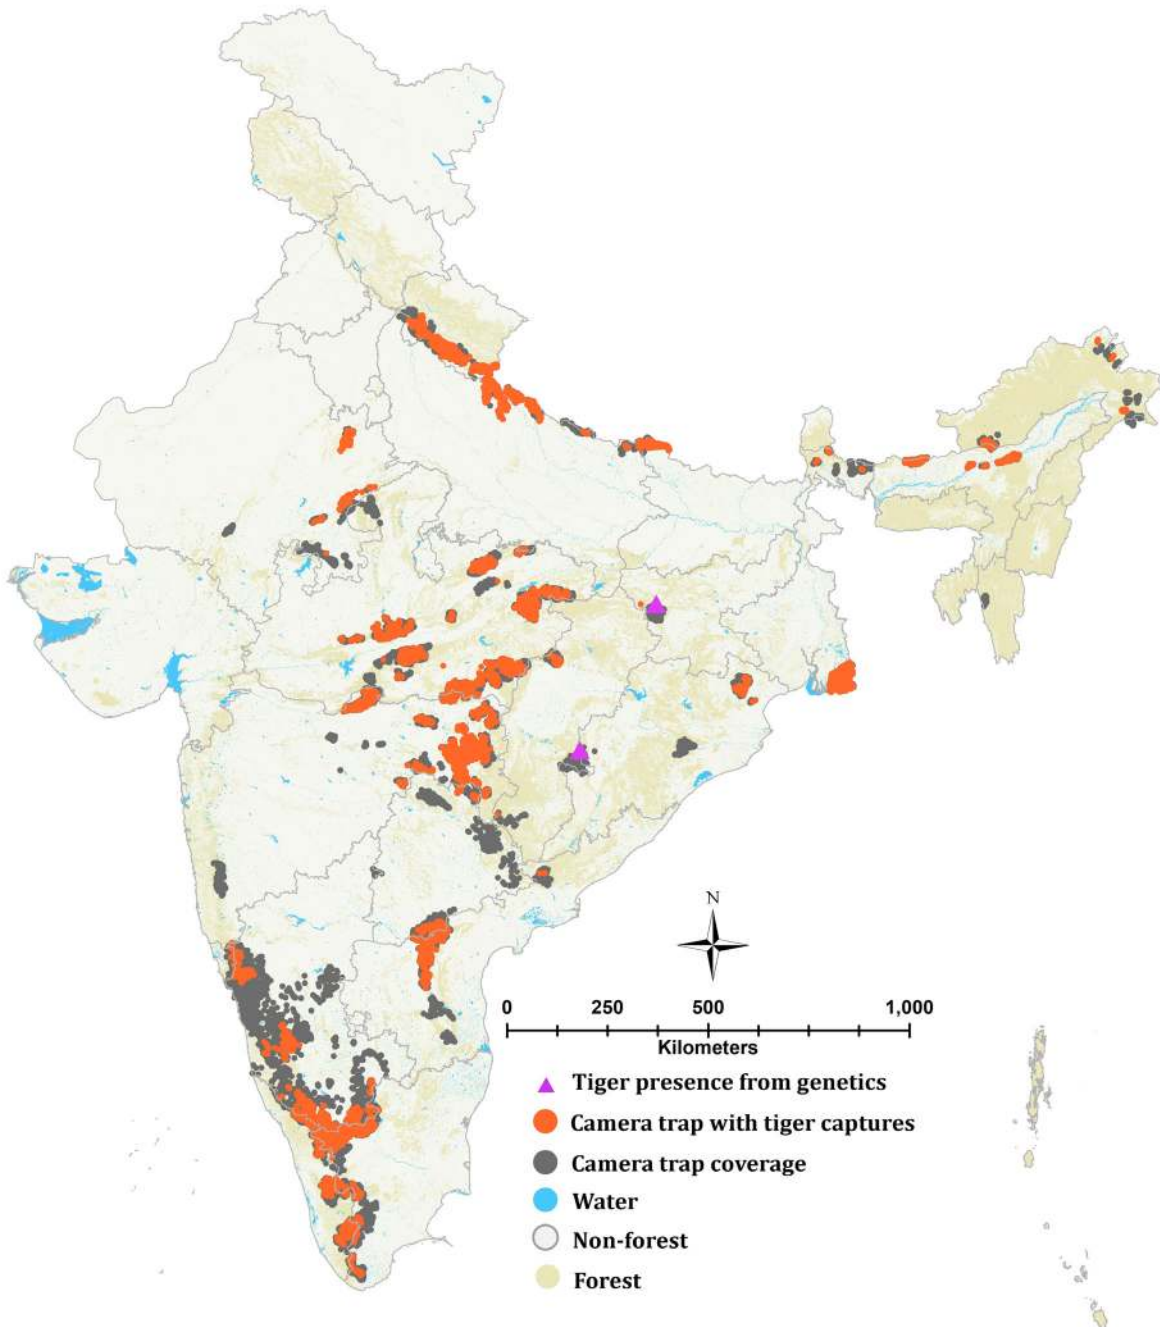 N
0 250 500 1,000
Kilometers
Tiger presence from genetics
Camera trap with tiger captures
Camera trap coverage
Water
Non-forest
Forest